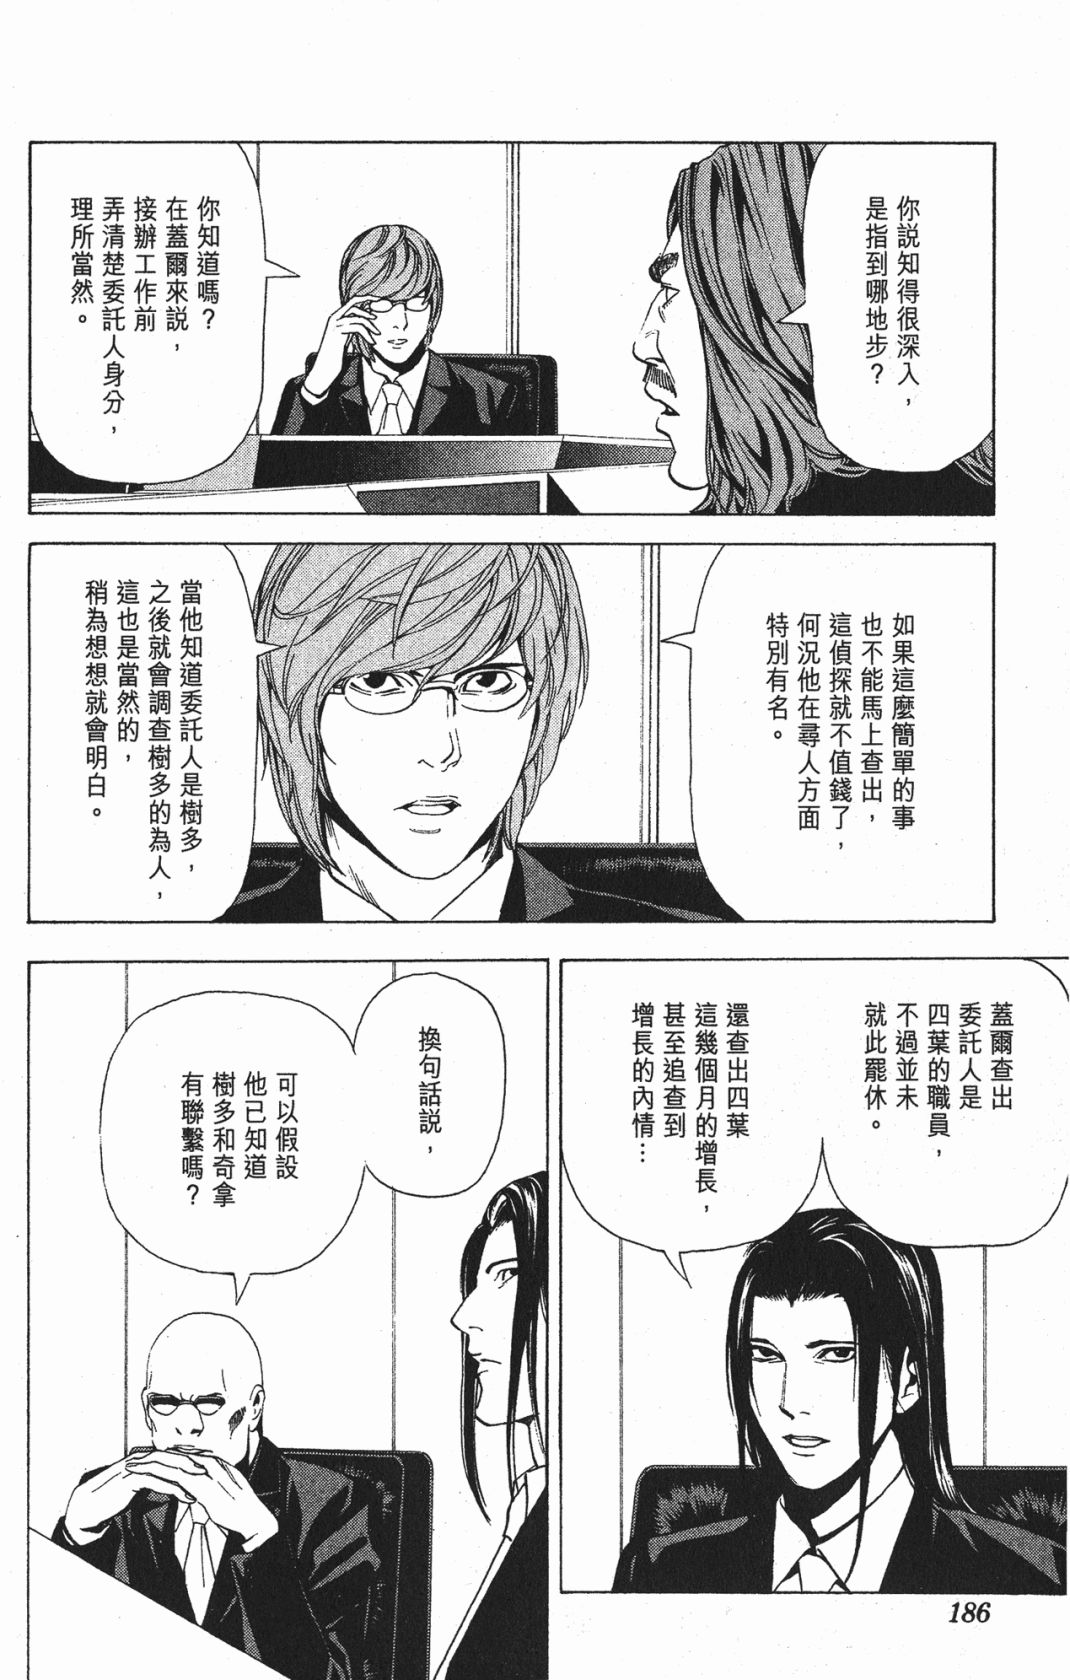 你說知得很深入，
是指到哪地步？
你知道嗎？
在蓋爾來說，
接辦工作前
弄清楚委託人身分，
理所當然。
如果這麼簡單的事
也不能馬上查出，
這偵探就不值錢了，
何況他在尋人方面
特別有名。
當他知道委託人是樹多，
之後就會調查樹多的為人，
這也是當然的，
稍為想想就會明白。
蓋爾查出
委託人是
四葉的職員，
不過並未
就此罷休。
還查出四葉
這幾個月的增長，
甚至追查到
增長的內情…
換句話說，
可以假設
他已知道
樹多和奇拿
有聯繫嗎？
186